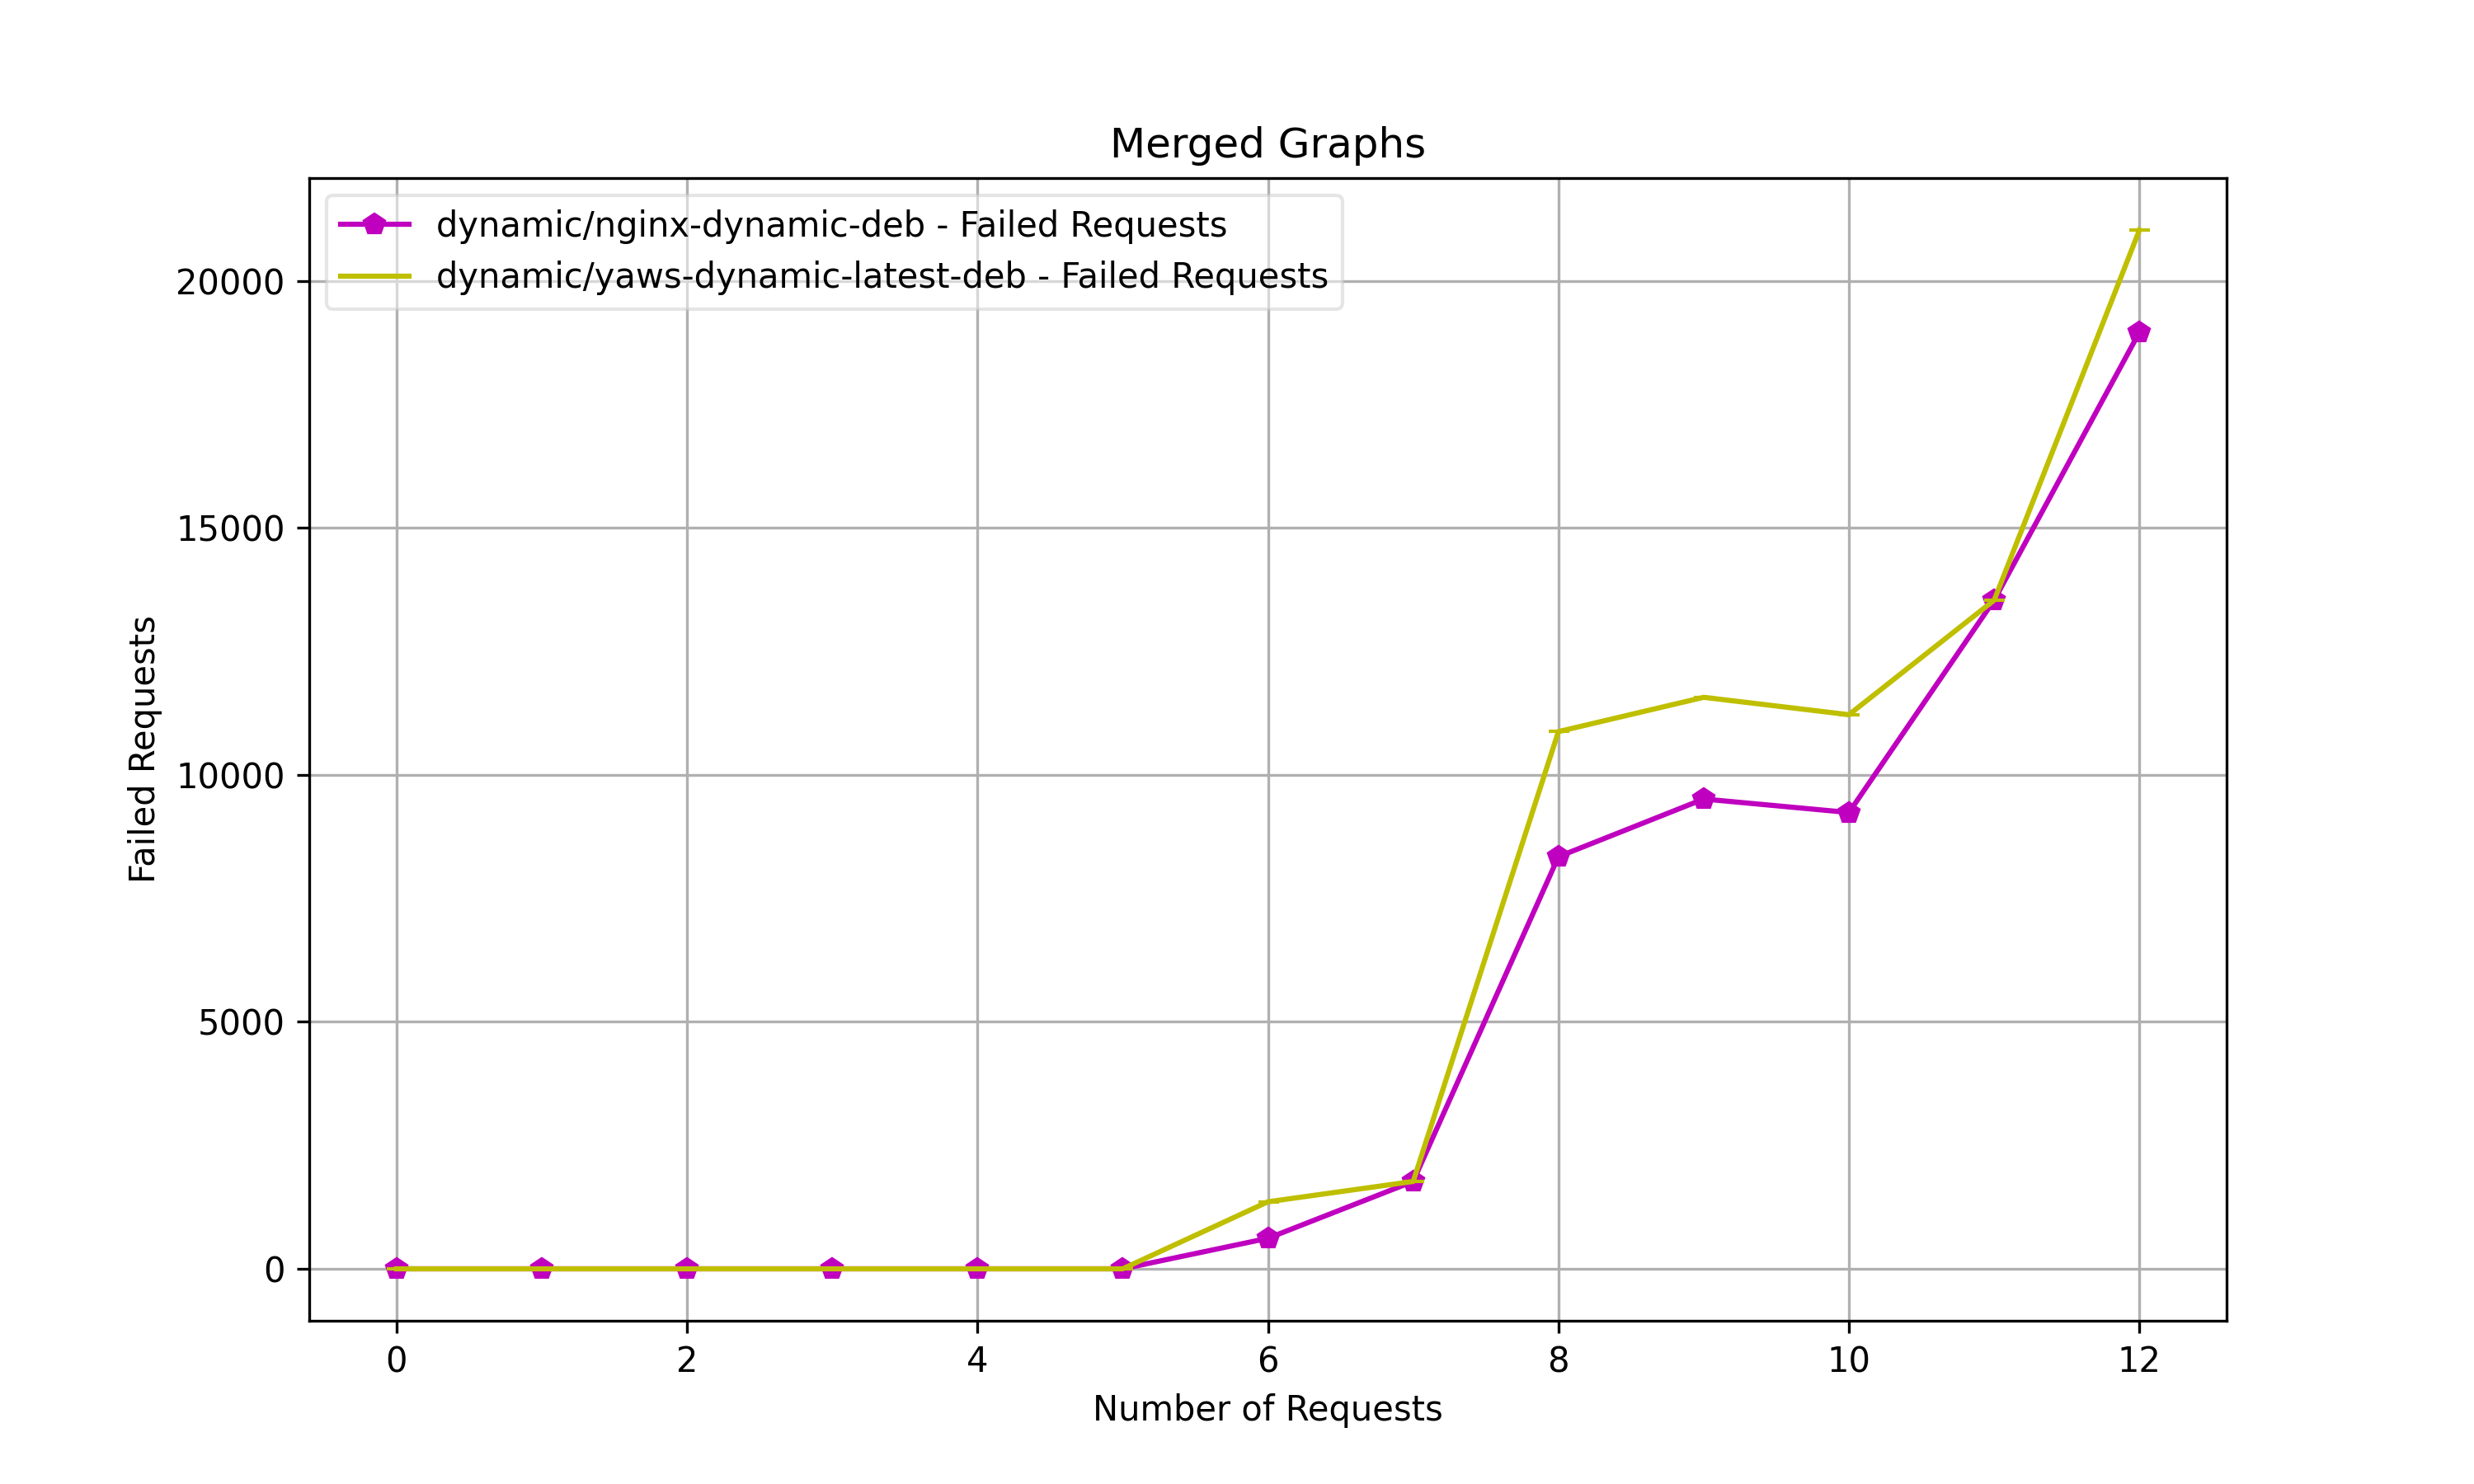 Merged Graphs
dynamic/nginx-dynamic-deb - Failed Requests
dynamic/yaws-dynamic-latest-deb - Failed Requests
20000
15000
10000
5000
0
Failed Requests
0 2 4 6 8 10 12
Number of Requests